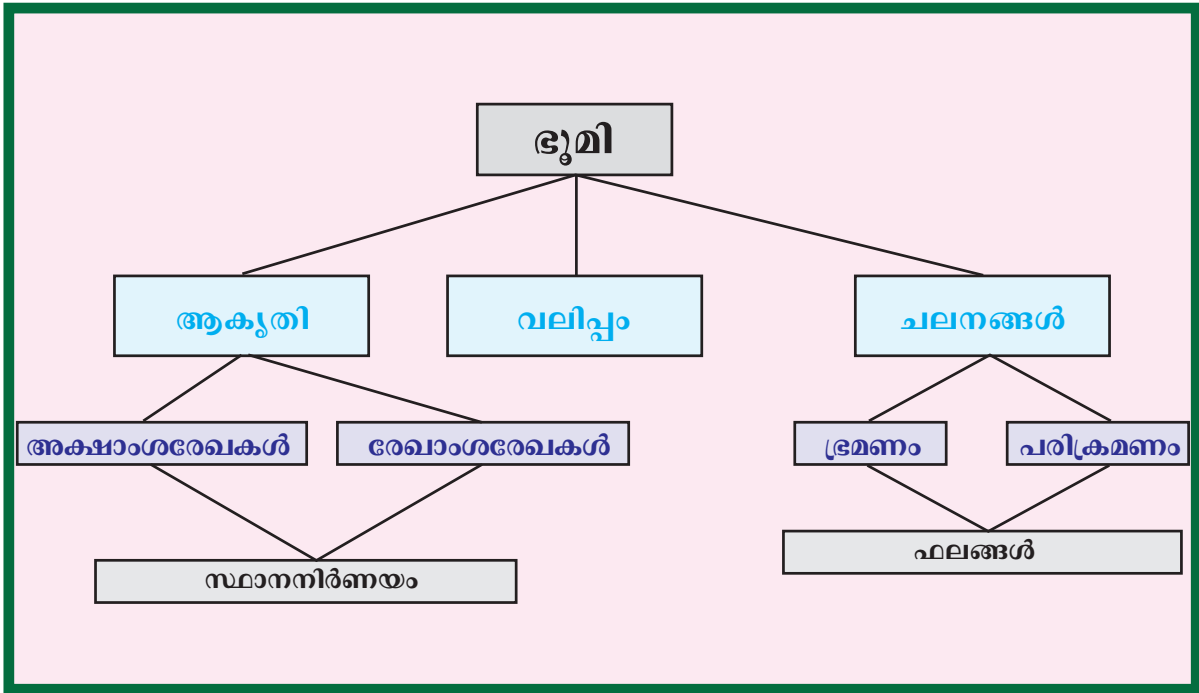 ഭൂമി
ആകൃതി
വലിപ്പം
ചലനങ്ങൾ
അക്ഷാംശരേഖകൾ
രേഖാംശരേഖകൾ
ഭ്രമണം
പരിക്രമണം
സ്ഥാനനിർണയം
ഫലങ്ങൾ